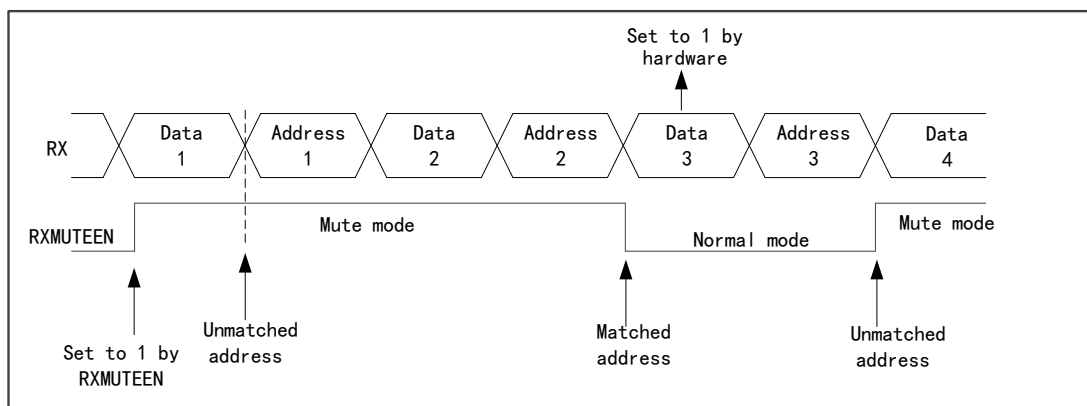 Set to 1 by
hardware
RX
Data
1
Address
1
Data
2
Address
2
Data
3
Address
3
Data
4
RXMUTEEN
Mute mode
Normal mode
Mute mode
Set to 1 by
RXMUTEEN
Unmatched
address
Matched
address
Unmatched
address